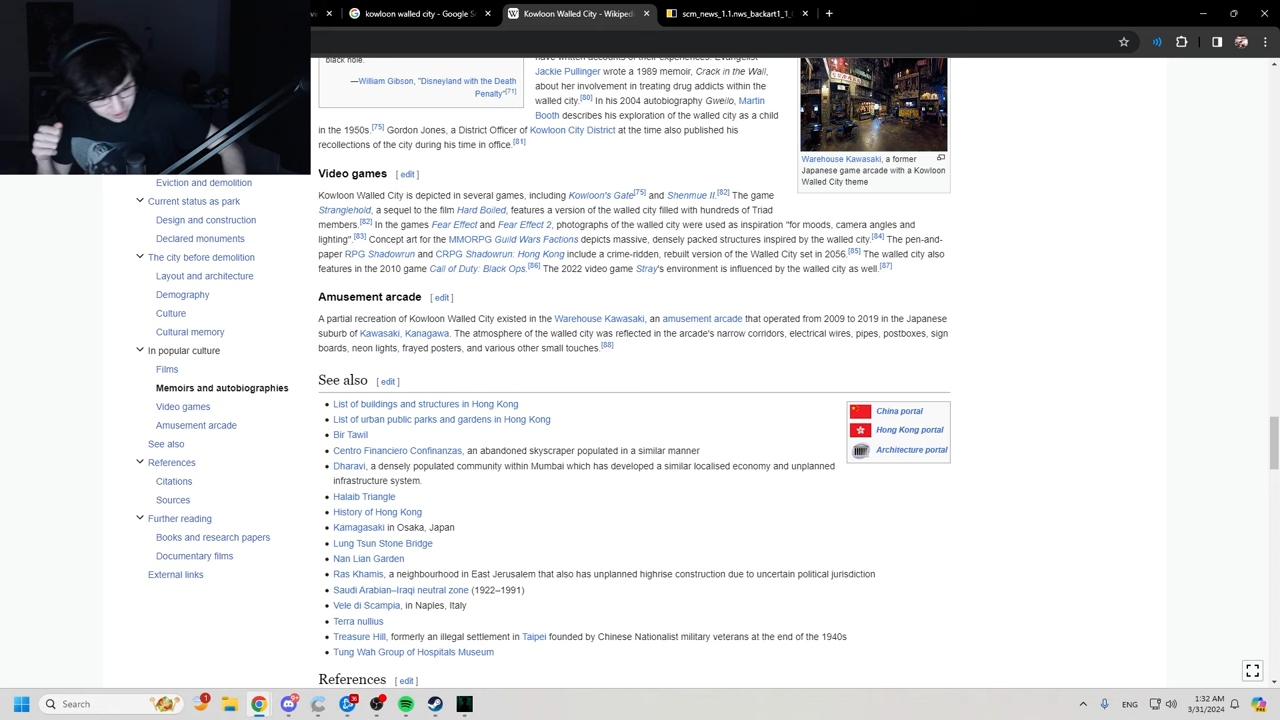 kowloon walled city - Google S
Kowloon Walled City - Wikipedi
scm_news_1.1.nws_backart1_1_
black hole.
—William Gibson, "Disneyland with the Death
Penalty"[71]
have written accounts of their experiences. Evangelist
Jackie Pullinger wrote a 1989 memoir, Crack in the Wall,
about her involvement in treating drug addicts within the
walled city.[80] In his 2004 autobiography Gweilo, Martin
Booth describes his exploration of the walled city as a child
in the 1950s.[75] Gordon Jones, a District Officer of Kowloon City District at the time also published his
recollections of the city during his time in office.[81]
Warehouse Kawasaki, a former
Japanese game arcade with a Kowloon
Walled City theme
Video games [ edit ]
Kowloon Walled City is depicted in several games, including Kowloon's Gate[75] and Shenmue II.[82] The game
Stranglehold, a sequel to the film Hard Boiled, features a version of the walled city filled with hundreds of Triad
members.[82] In the games Fear Effect and Fear Effect 2, photographs of the walled city were used as inspiration "for moods, camera angles and
lighting".[83] Concept art for the MMORPG Guild Wars Factions depicts massive, densely packed structures inspired by the walled city.[84] The pen-and-
paper RPG Shadowrun and CRPG Shadowrun: Hong Kong include a crime-ridden, rebuilt version of the Walled City set in 2056.[85] The walled city also
features in the 2010 game Call of Duty: Black Ops.[86] The 2022 video game Stray's environment is influenced by the walled city as well.[87]
Amusement arcade [ edit ]
A partial recreation of Kowloon Walled City existed in the Warehouse Kawasaki, an amusement arcade that operated from 2009 to 2019 in the Japanese
suburb of Kawasaki, Kanagawa. The atmosphere of the walled city was reflected in the arcade's narrow corridors, electrical wires, pipes, postboxes, sign
boards, neon lights, frayed posters, and various other small touches.[88]
See also [ edit ]
List of buildings and structures in Hong Kong
List of urban public parks and gardens in Hong Kong
Bir Tawil
Centro Financiero Confinanzas, an abandoned skyscraper populated in a similar manner
Dharavi, a densely populated community within Mumbai which has developed a similar localised economy and unplanned
infrastructure system.
Halaib Triangle
History of Hong Kong
Kamagasaki in Osaka, Japan
Lung Tsun Stone Bridge
Nan Lian Garden
Ras Khamis, a neighbourhood in East Jerusalem that also has unplanned highrise construction due to uncertain political jurisdiction
Saudi Arabian–Iraqi neutral zone (1922–1991)
Vele di Scampia, in Naples, Italy
Terra nullius
Treasure Hill, formerly an illegal settlement in Taipei founded by Chinese Nationalist military veterans at the end of the 1940s
Tung Wah Group of Hospitals Museum
China portal
Hong Kong portal
Architecture portal
References [ edit ]
Eviction and demolition
Current status as park
Design and construction
Declared monuments
The city before demolition
Layout and architecture
Demography
Culture
Cultural memory
In popular culture
Films
Memoirs and autobiographies
Video games
Amusement arcade
See also
References
Citations
Sources
Further reading
Books and research papers
Documentary films
External links
Search
1
36
ENG
1:32 AM
3/31/2024